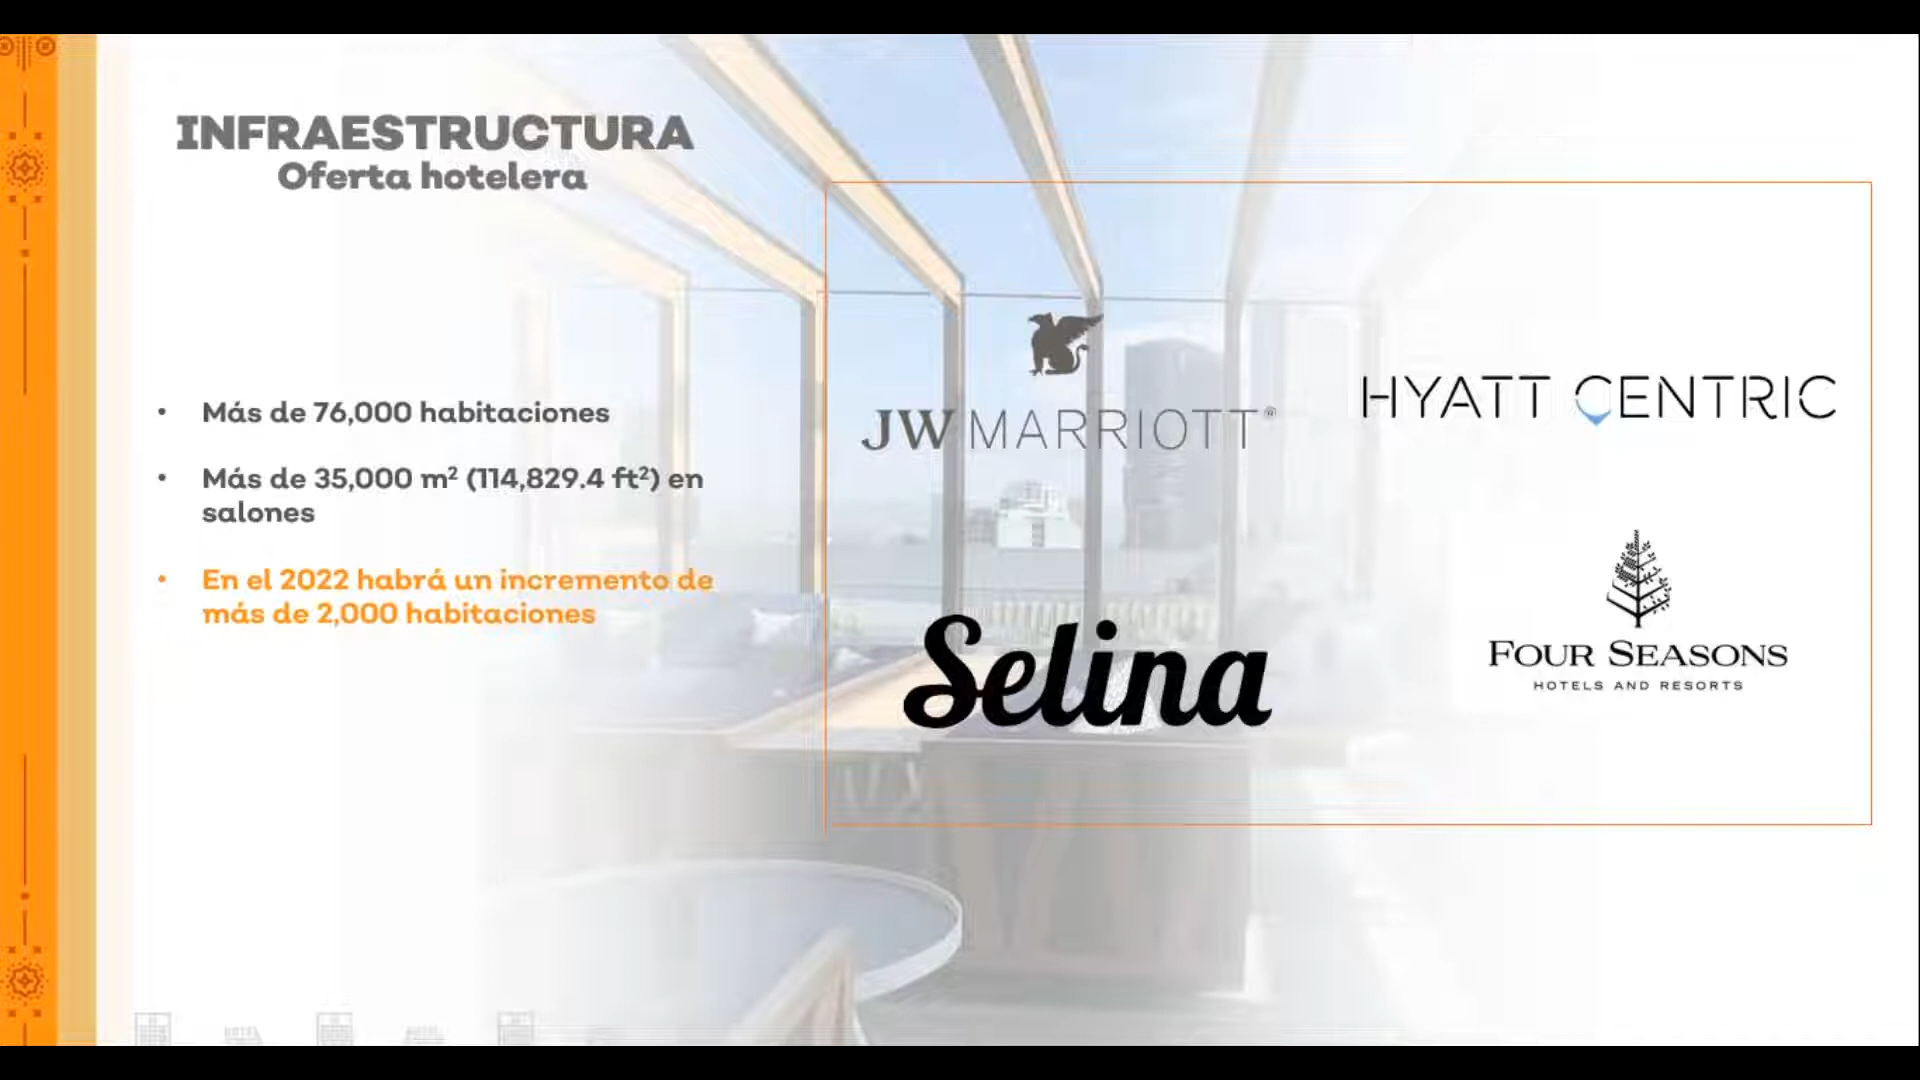 INFRAESTRUCTURA
Oferta hotelera
• Más de 76,000 habitaciones
• Más de 35,000 m² (114,829.4 ft²) en
salones
• En el 2022 habrá un incremento de
más de 2,000 habitaciones
JW MARRIOTT®
HYATT CENTRIC
Selina
FOUR SEASONS
HOTELS AND RESORTS